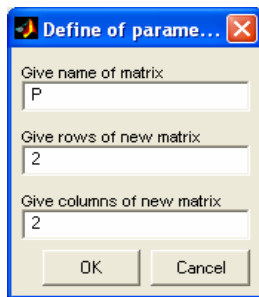 Define of parame...
Give name of matrix
P
Give rows of new matrix
2
Give columns of new matrix
2
OK Cancel